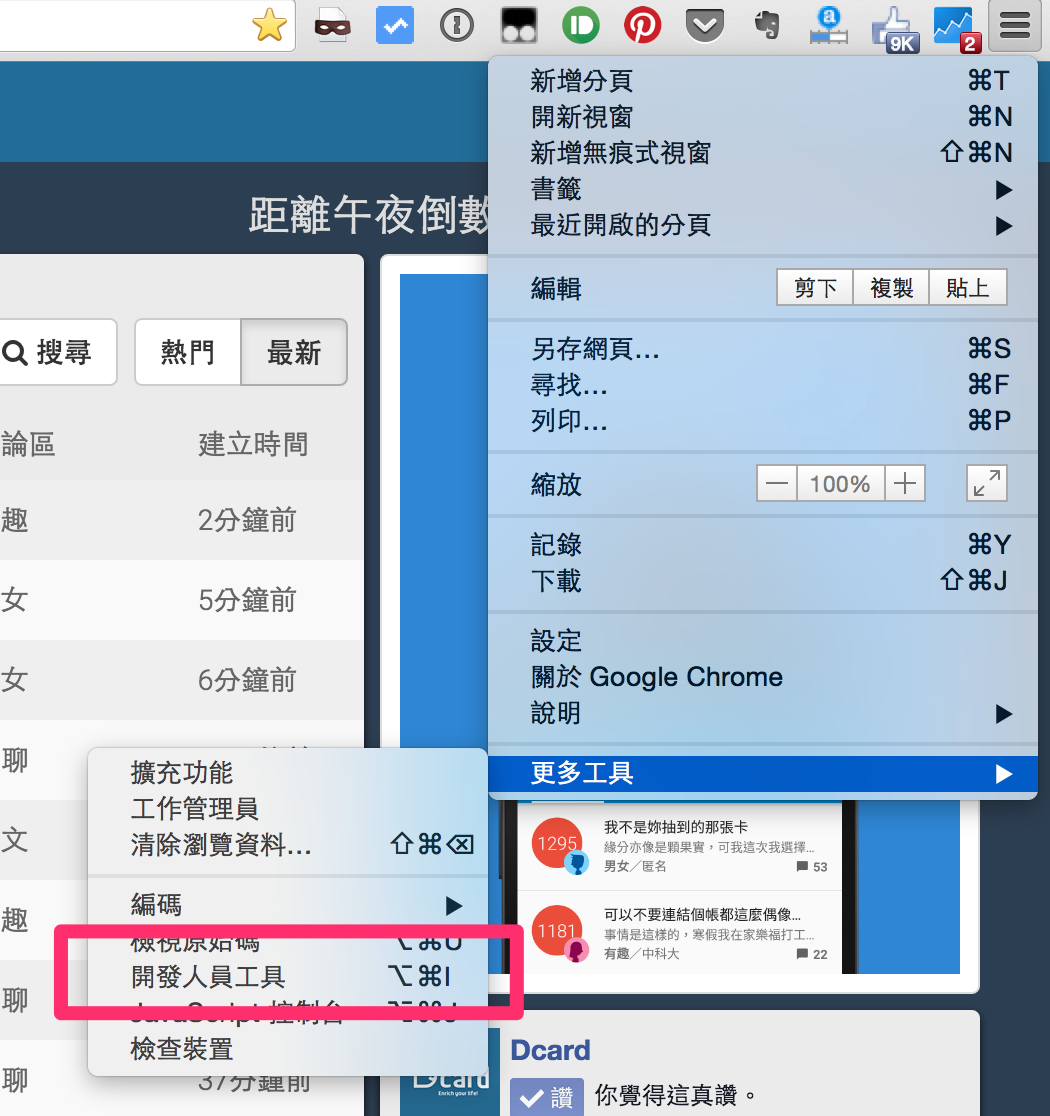 9K
2
新增分頁 ⌘T
開新視窗 ⌘N
新增無痕式視窗 ⇧⌘N
書籤 ▶
最近開啟的分頁 ▶
編輯 剪下 複製 貼上
另存網頁... ⌘S
尋找... ⌘F
列印... ⌘P
縮放 — 100% +
記錄 ⌘Y
下載 ⇧⌘J
設定
關於 Google Chrome
說明 ▶
更多工具 ▶
擴充功能
工作管理員
清除瀏覽資料... ⇧⌘⌫
編碼 ▶
檢視原始碼 ⌥⌘U
開發人員工具 ⌥⌘I
JavaScript 控制台 ⌥⌘J
檢查裝置
距離午夜倒數
搜尋 熱門 最新
論區 建立時間
趣 2分鐘前
女 5分鐘前
女 6分鐘前
聊
文
趣
聊
聊 37分鐘前
1295
我不是妳抽到的那張卡
緣分亦像是顆果實，可我這次我選擇...
男女／匿名 53
1181
可以不要連結個帳都這麼偶像...
事情是這樣的，寒假我在家樂福打工...
有趣／中科大 22
Dcard
Enrich your life!
Dcard
讚 你覺得這真讚。